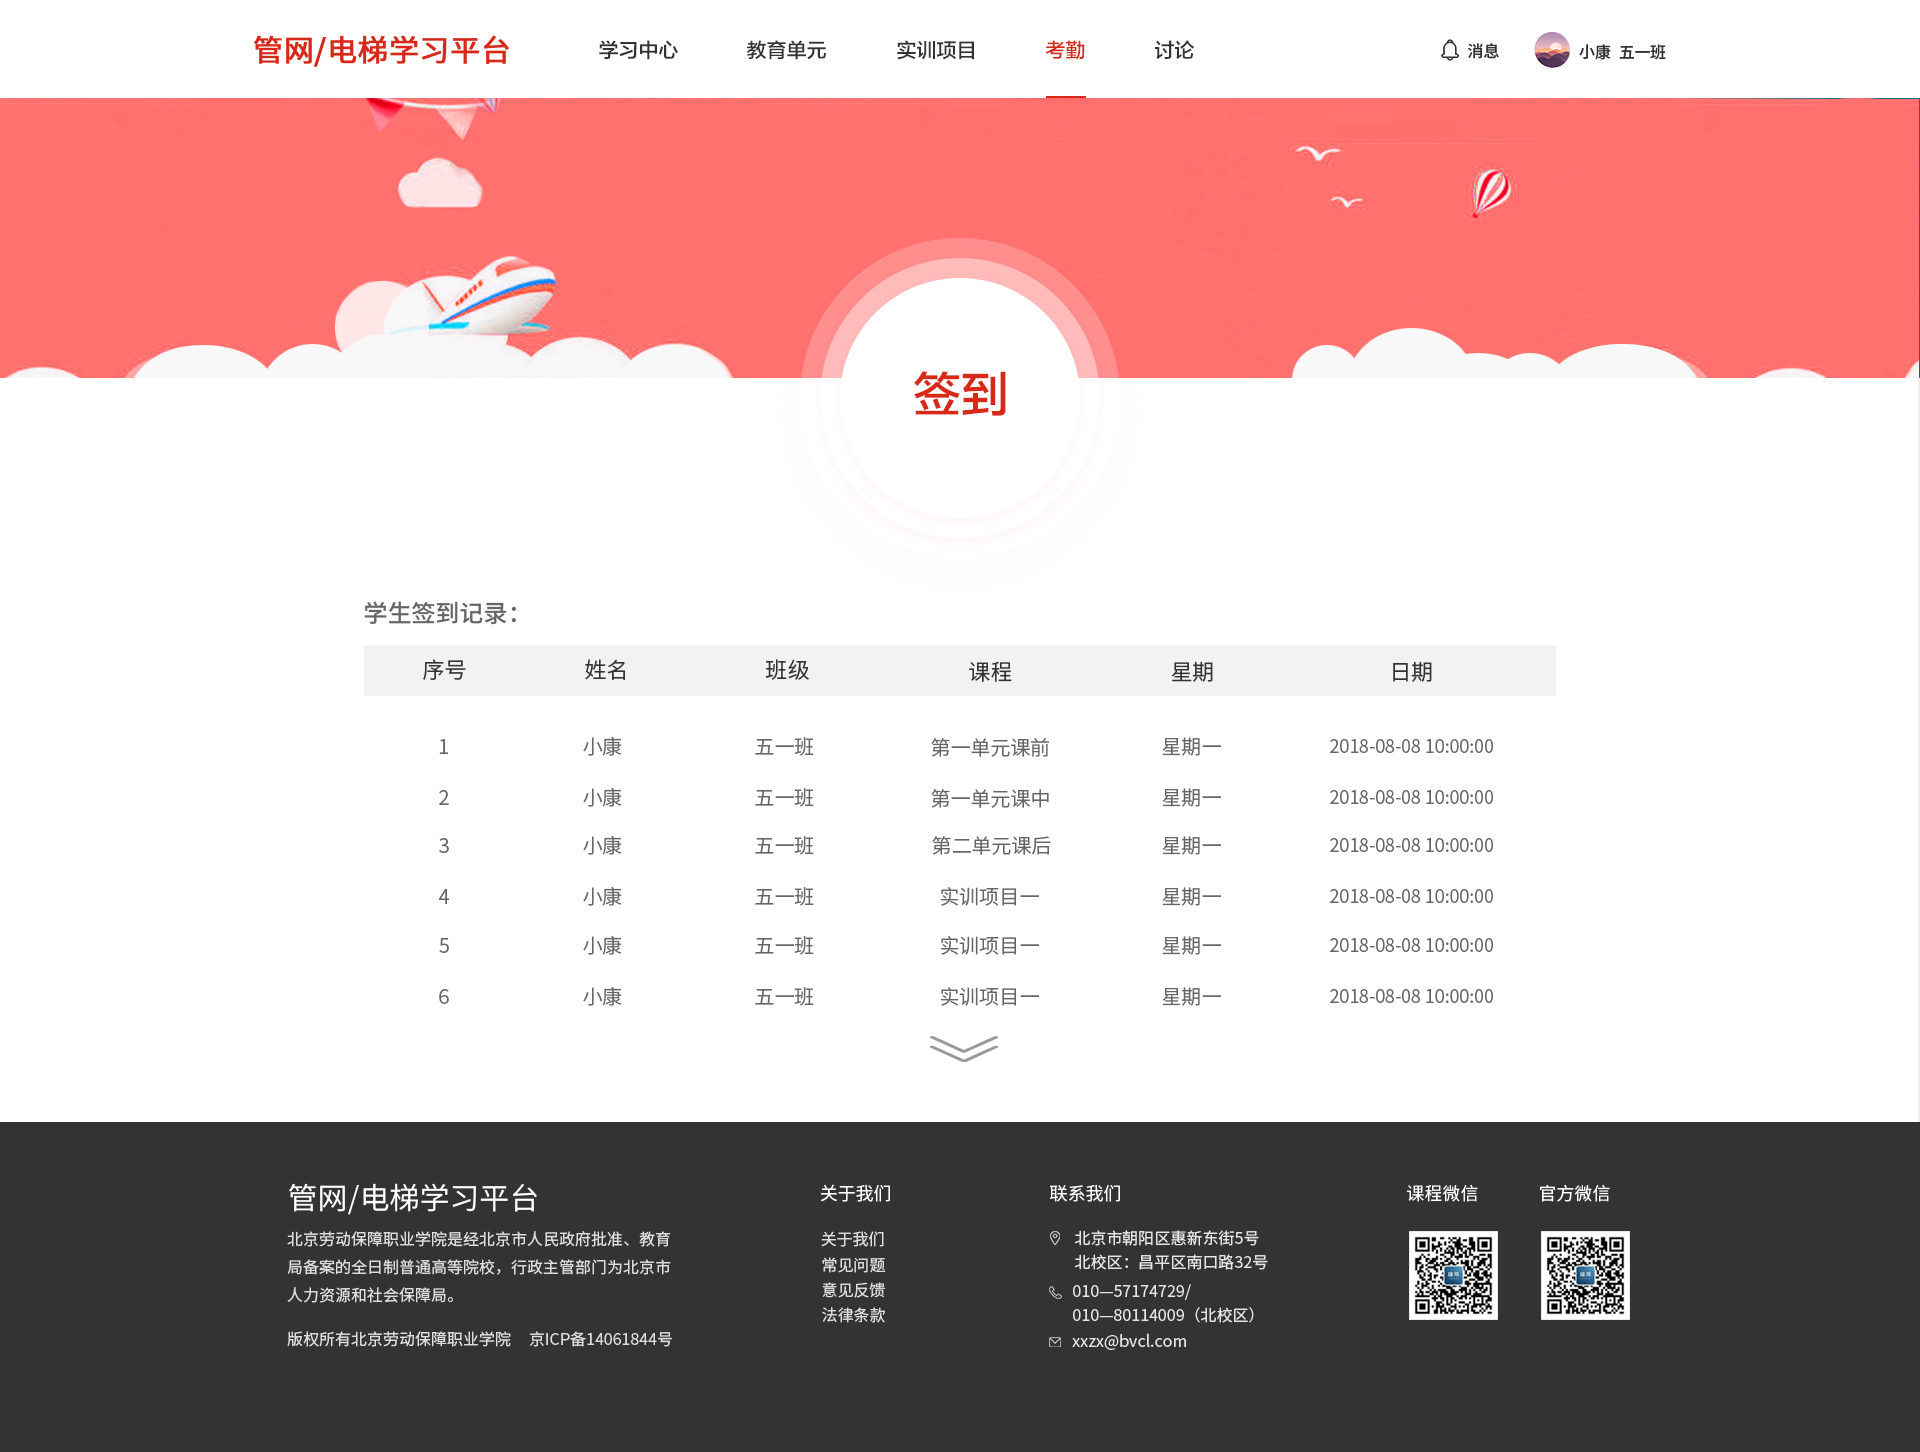 管网/电梯学习平台 学习中心 教育单元 实训项目 考勤 讨论 消息 小康 五一班
签到
学生签到记录：
序号 姓名 班级 课程 星期 日期
1 小康 五一班 第一单元课前 星期一 2018-08-08 10:00:00
2 小康 五一班 第一单元课中 星期一 2018-08-08 10:00:00
3 小康 五一班 第二单元课后 星期一 2018-08-08 10:00:00
4 小康 五一班 实训项目一 星期一 2018-08-08 10:00:00
5 小康 五一班 实训项目一 星期一 2018-08-08 10:00:00
6 小康 五一班 实训项目一 星期一 2018-08-08 10:00:00
管网/电梯学习平台
北京劳动保障职业学院是经北京市人民政府批准、教育
局备案的全日制普通高等院校，行政主管部门为北京市
人力资源和社会保障局。
版权所有北京劳动保障职业学院 京ICP备14061844号
关于我们
关于我们
常见问题
意见反馈
法律条款
联系我们
北京市朝阳区惠新东街5号
北校区：昌平区南口路32号
010—57174729/
010—80114009（北校区）
xxzx@bvcl.com
课程微信 官方微信